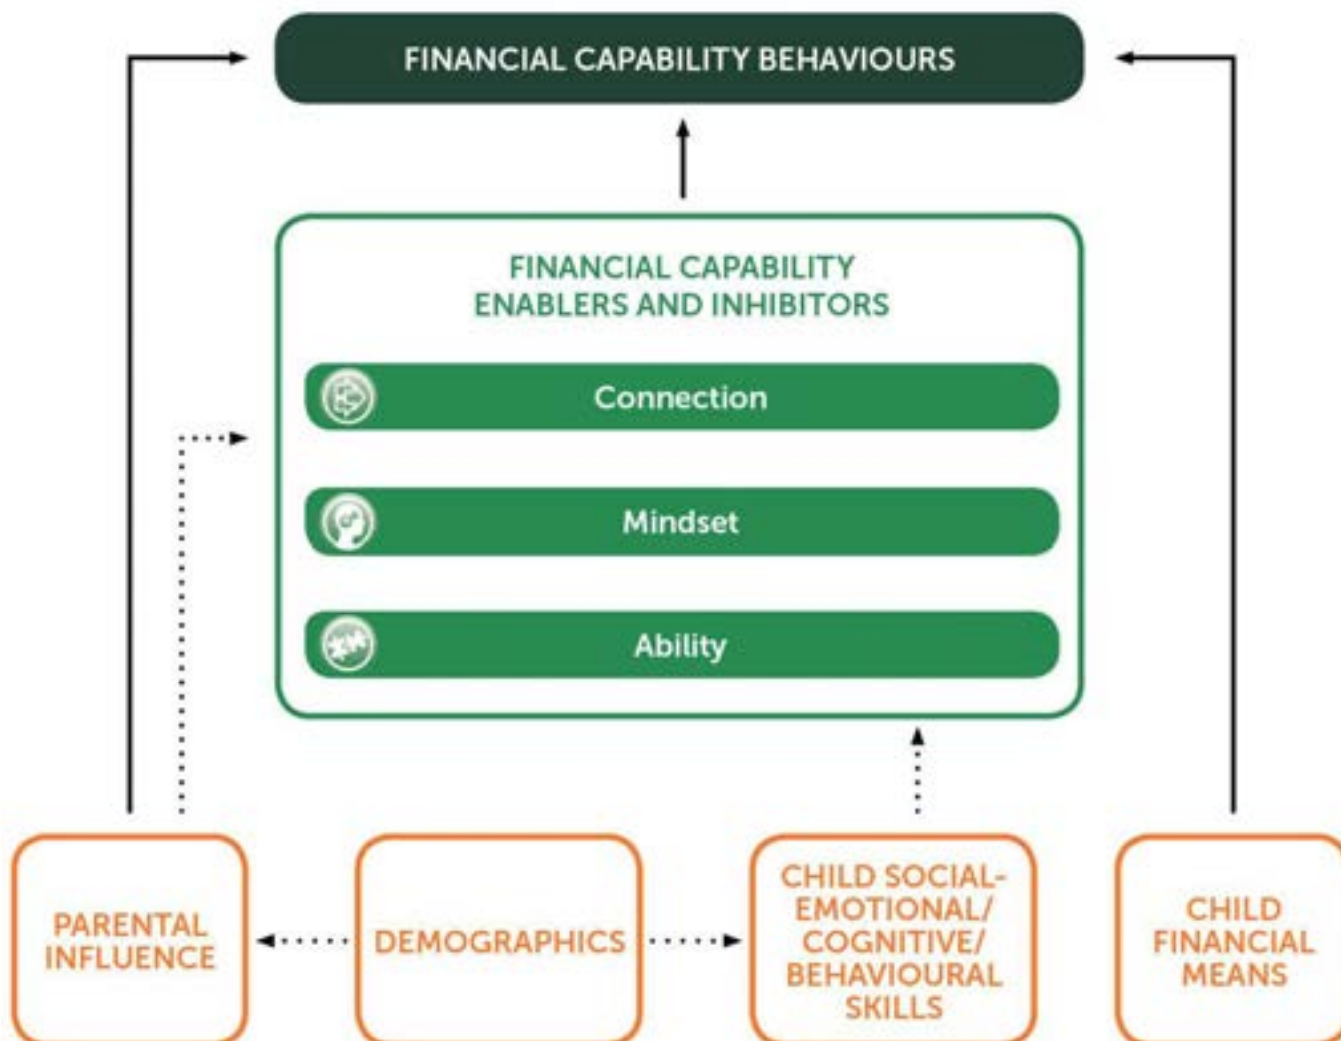 FINANCIAL CAPABILITY BEHAVIOURS
FINANCIAL CAPABILITY
ENABLERS AND INHIBITORS
Connection
Mindset
Ability
PARENTAL
INFLUENCE
DEMOGRAPHICS
CHILD SOCIAL-
EMOTIONAL/
COGNITIVE/
BEHAVIOURAL
SKILLS
CHILD
FINANCIAL
MEANS